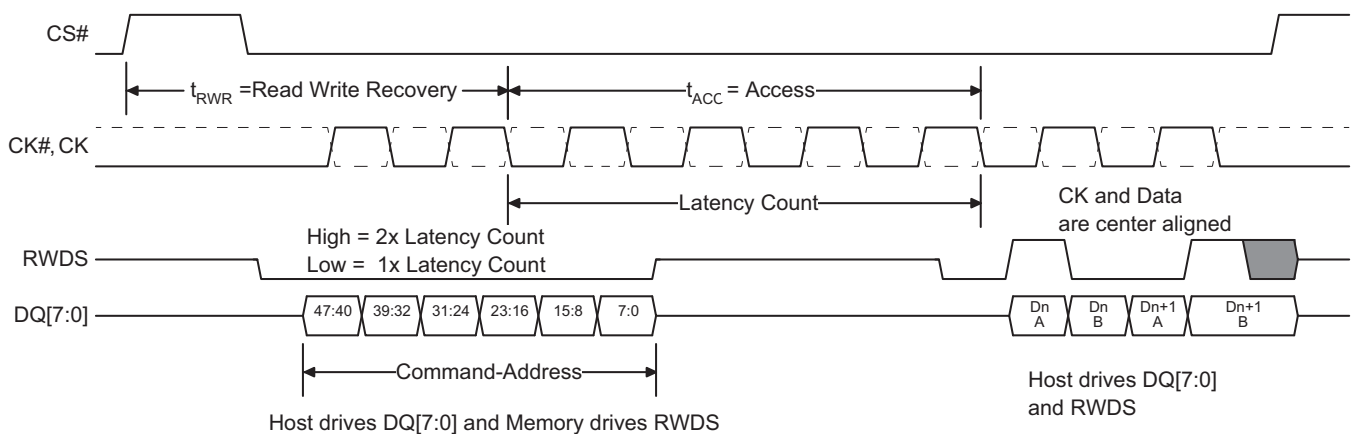 CS#
t_RWR =Read Write Recovery
t_ACC = Access
CK#, CK
Latency Count
CK and Data
are center aligned
High = 2x Latency Count
Low = 1x Latency Count
RWDS
DQ[7:0]
47:40 39:32 31:24 23:16 15:8 7:0
Dn A Dn B Dn+1 A Dn+1 B
Command-Address
Host drives DQ[7:0]
and RWDS
Host drives DQ[7:0] and Memory drives RWDS